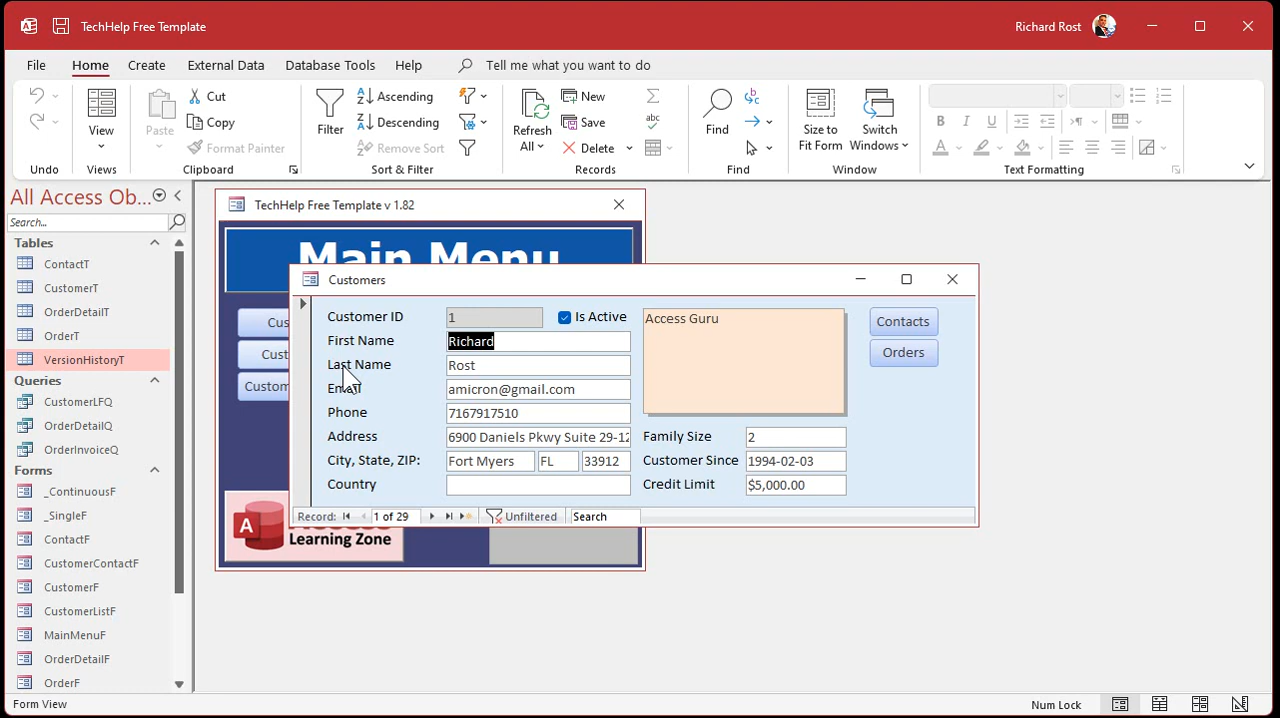 TechHelp Free Template
Richard Rost
File Home Create External Data Database Tools Help Tell me what you want to do
View
Paste
Cut
Copy
Format Painter
Filter
Ascending
Descending
Remove Sort
Refresh All
New
Save
Delete
Find
Size to Fit Form
Switch Windows
Undo Views Clipboard Sort & Filter Records Find Window Text Formatting
All Access Ob...
Search...
Tables
ContactT
CustomerT
OrderDetailT
OrderT
VersionHistoryT
Queries
CustomerLFQ
OrderDetailQ
OrderInvoiceQ
Forms
_ContinuousF
_SingleF
ContactF
CustomerContactF
CustomerF
CustomerListF
MainMenuF
OrderDetailF
OrderF
TechHelp Free Template v 1.82
Main Menu
Cus
Cust
Custom
Learning Zone
Customers
Customer ID 1 Is Active
First Name Richard
Last Name Rost
Email amicron@gmail.com
Phone 7167917510
Address 6900 Daniels Pkwy Suite 29-12
City, State, ZIP: Fort Myers FL 33912
Country
Access Guru
Family Size 2
Customer Since 1994-02-03
Credit Limit $5,000.00
Contacts
Orders
Record: 1 of 29 Unfiltered Search
Form View
Num Lock